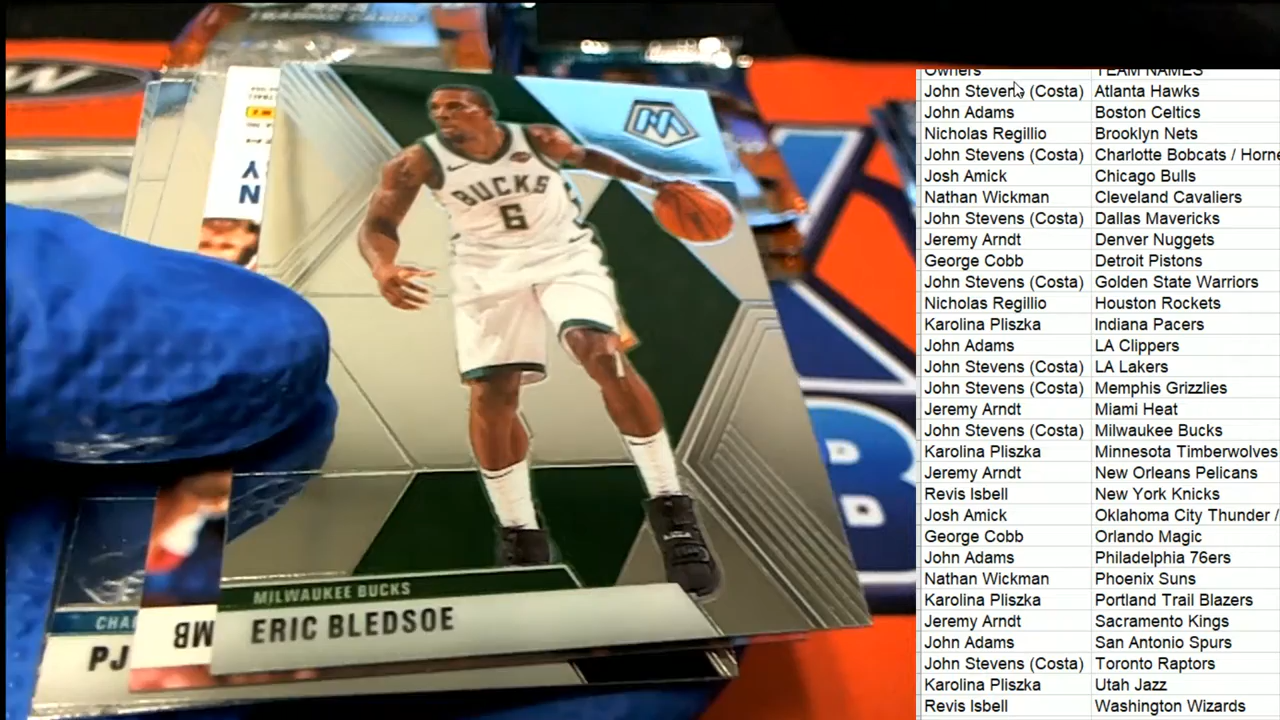 BUCKS
6
MILWAUKEE BUCKS
ERIC BLEDSOE
NY
CHA
PJ
BW
B
Owners TEAM NAMES
John Stevens (Costa) Atlanta Hawks
John Adams Boston Celtics
Nicholas Regillio Brooklyn Nets
John Stevens (Costa) Charlotte Bobcats / Horne
Josh Amick Chicago Bulls
Nathan Wickman Cleveland Cavaliers
John Stevens (Costa) Dallas Mavericks
Jeremy Arndt Denver Nuggets
George Cobb Detroit Pistons
John Stevens (Costa) Golden State Warriors
Nicholas Regillio Houston Rockets
Karolina Pliszka Indiana Pacers
John Adams LA Clippers
John Stevens (Costa) LA Lakers
John Stevens (Costa) Memphis Grizzlies
Jeremy Arndt Miami Heat
John Stevens (Costa) Milwaukee Bucks
Karolina Pliszka Minnesota Timberwolves
Jeremy Arndt New Orleans Pelicans
Revis Isbell New York Knicks
Josh Amick Oklahoma City Thunder /
George Cobb Orlando Magic
John Adams Philadelphia 76ers
Nathan Wickman Phoenix Suns
Karolina Pliszka Portland Trail Blazers
Jeremy Arndt Sacramento Kings
John Adams San Antonio Spurs
John Stevens (Costa) Toronto Raptors
Karolina Pliszka Utah Jazz
Revis Isbell Washington Wizards